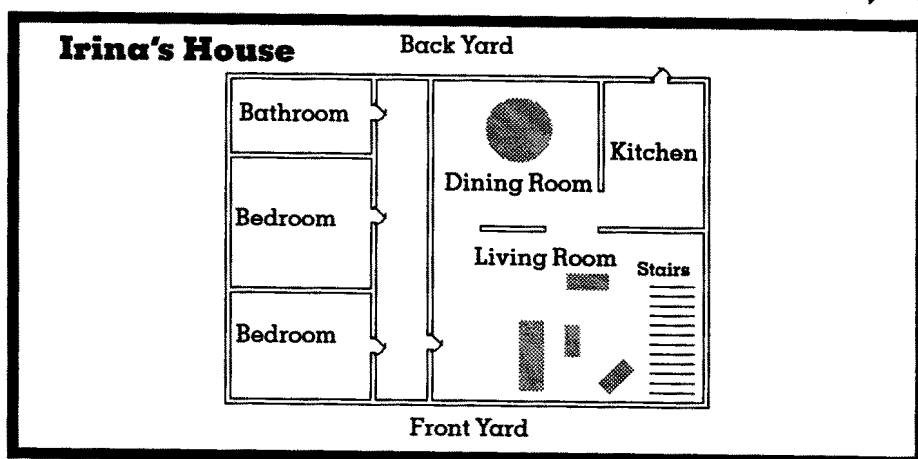 Irina's House
Back Yard
Bathroom
Kitchen
Dining Room
Bedroom
Living Room
Stairs
Bedroom
Front Yard